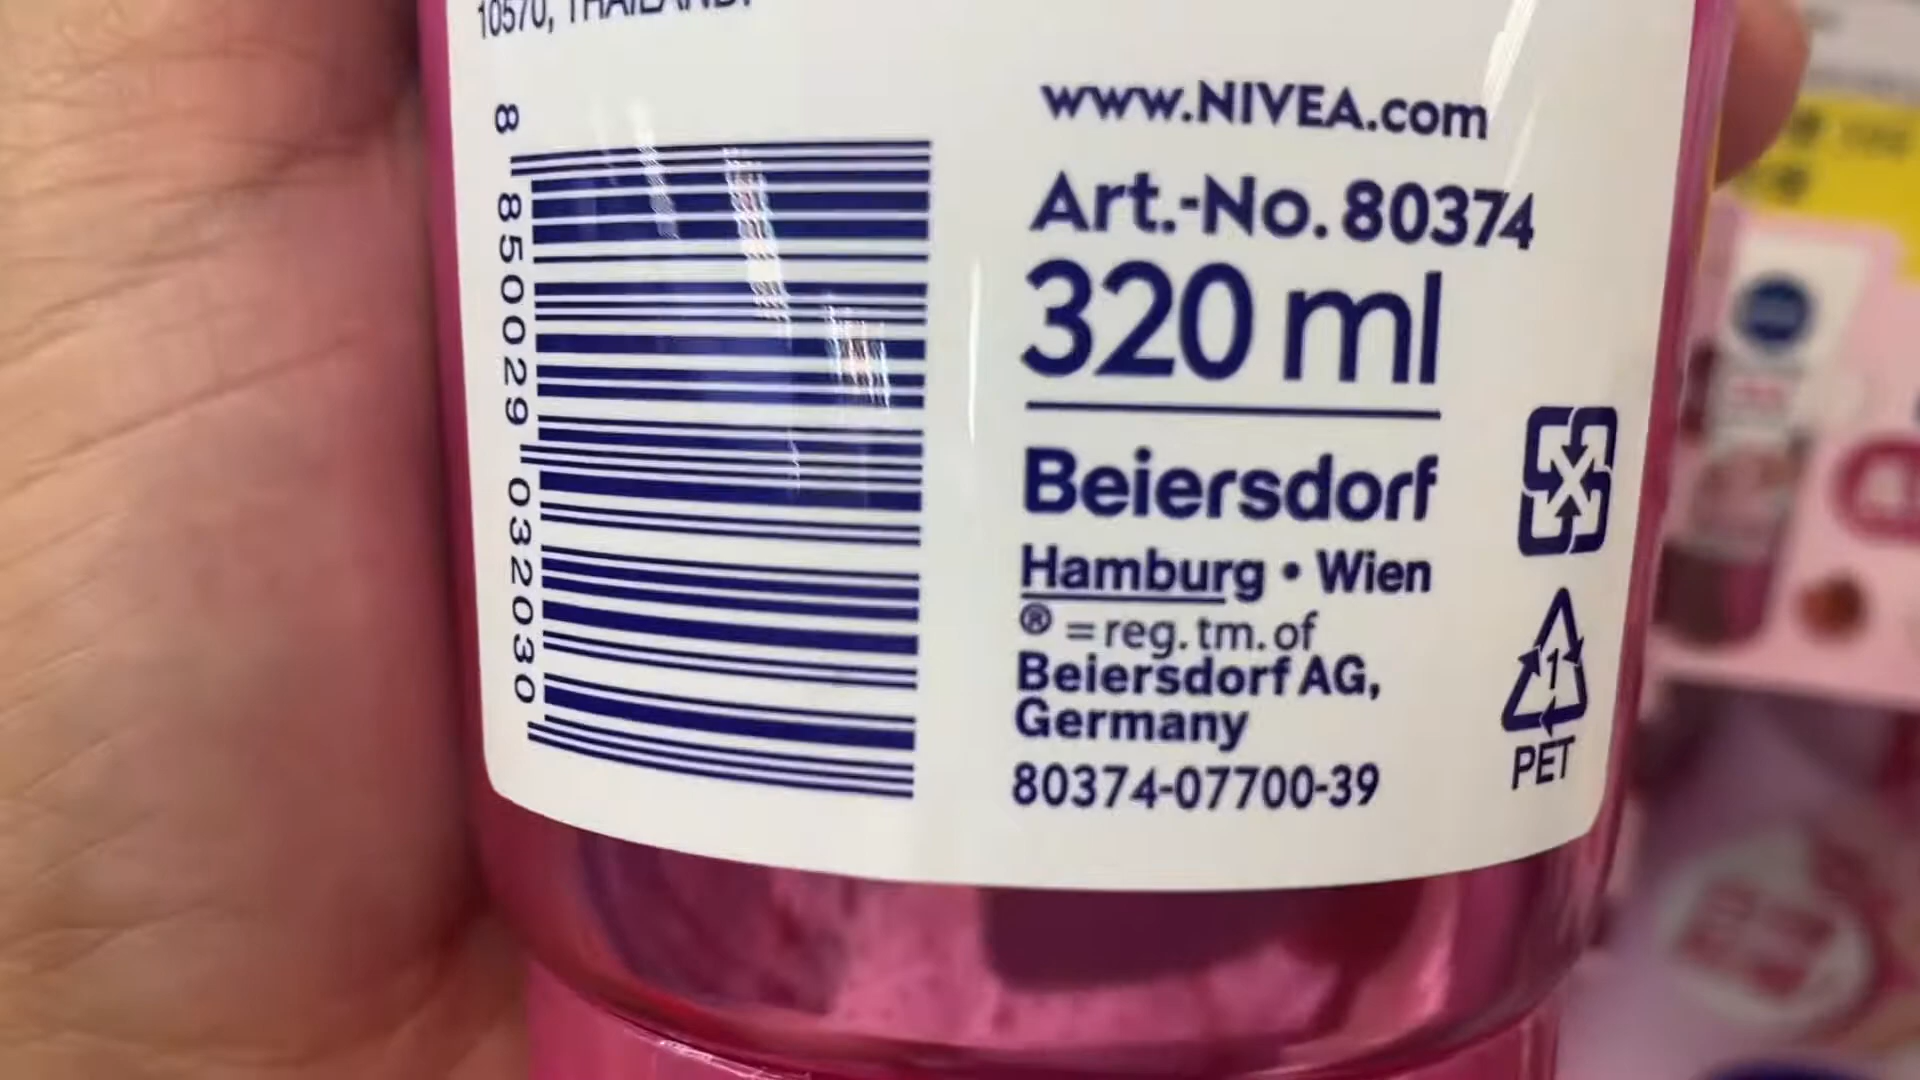 10570, THAILAND.
8 850029 032030
www.NIVEA.com
Art.-No. 80374
320 ml
Beiersdorf
Hamburg • Wien
® = reg. tm. of
Beiersdorf AG,
Germany
80374-07700-39
1
PET